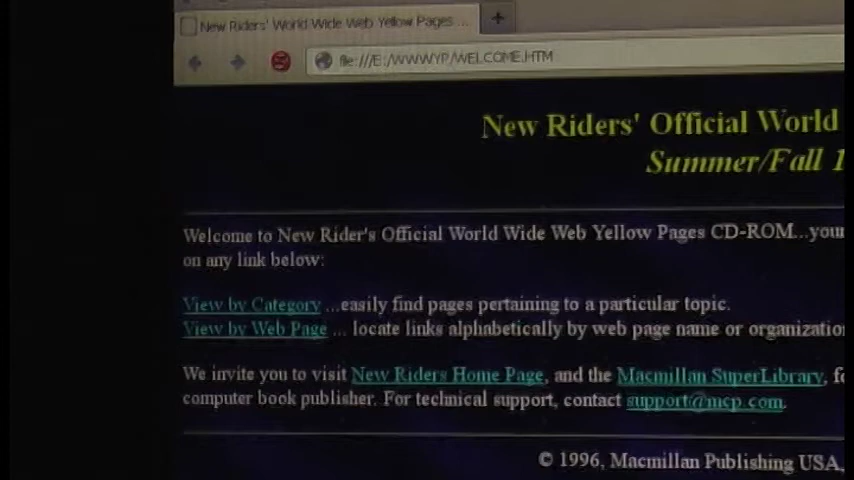 New Riders' World Wide Web Yellow Pages ...
file:///E:/WWWYP/WELCOME.HTM
New Riders' Official World
Summer/Fall 1
Welcome to New Rider's Official World Wide Web Yellow Pages CD-ROM...your
on any link below:
View by Category ...easily find pages pertaining to a particular topic.
View by Web Page ... locate links alphabetically by web page name or organizatio
We invite you to visit New Riders Home Page, and the Macmillan SuperLibrary, fo
computer book publisher. For technical support, contact support@mcp.com.
© 1996, Macmillan Publishing USA,